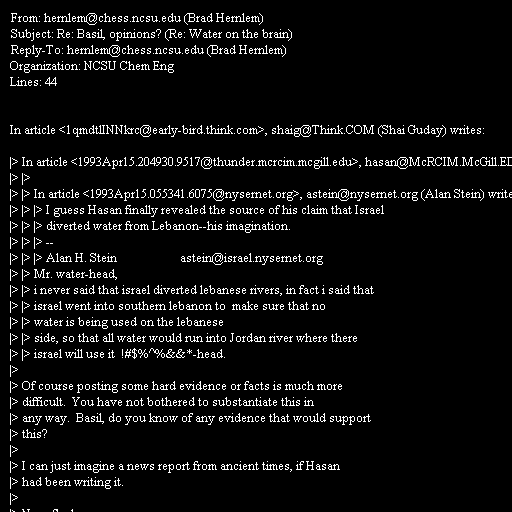 From: hernlem@chess.ncsu.edu (Brad Hernlem)
Subject: Re: Basil, opinions? (Re: Water on the brain)
Reply-To: hernlem@chess.ncsu.edu (Brad Hernlem)
Organization: NCSU Chem Eng
Lines: 44
In article <1qmdtlINNkrc@early-bird.think.com>, shaig@Think.COM (Shai Guday) writes:
|> In article <1993Apr15.204930.9517@thunder.mcrcim.mcgill.edu>, hasan@McRCIM.McGill.ED
|> |>
|> |> In article <1993Apr15.055341.6075@nysernet.org>, astein@nysernet.org (Alan Stein) write
|> |> |> I guess Hasan finally revealed the source of his claim that Israel
|> |> |> diverted water from Lebanon--his imagination.
|> |> |> --
|> |> |> Alan H. Stein                     astein@israel.nysernet.org
|> |> Mr. water-head,
|> |> i never said that israel diverted lebanese rivers, in fact i said that
|> |> israel went into southern lebanon to  make sure that no
|> |> water is being used on the lebanese
|> |> side, so that all water would run into Jordan river where there
|> |> israel will use it  !#$%^%&&*-head.
|>
|> Of course posting some hard evidence or facts is much more
|> difficult.  You have not bothered to substantiate this in
|> any way.  Basil, do you know of any evidence that would support
|> this?
|>
|> I can just imagine a news report from ancient times, if Hasan
|> had been writing it.
|>